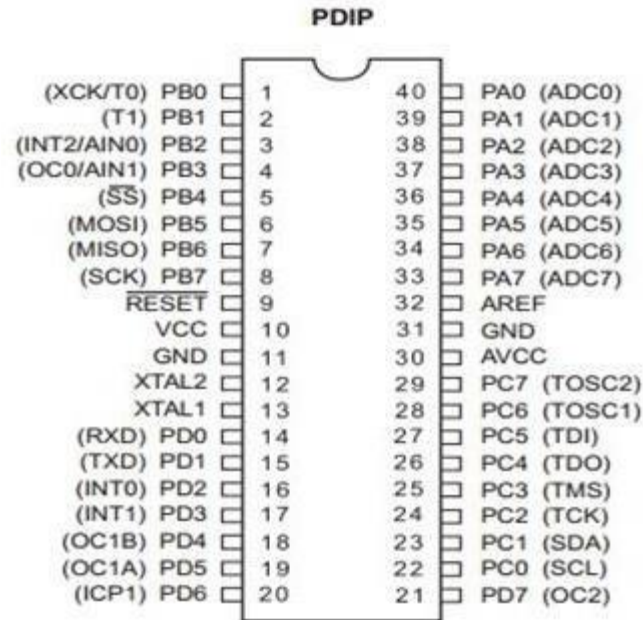 PDIP
(XCK/T0) PB0 1 40 PA0 (ADC0)
(T1) PB1 2 39 PA1 (ADC1)
(INT2/AIN0) PB2 3 38 PA2 (ADC2)
(OC0/AIN1) PB3 4 37 PA3 (ADC3)
(SS) PB4 5 36 PA4 (ADC4)
(MOSI) PB5 6 35 PA5 (ADC5)
(MISO) PB6 7 34 PA6 (ADC6)
(SCK) PB7 8 33 PA7 (ADC7)
RESET 9 32 AREF
VCC 10 31 GND
GND 11 30 AVCC
XTAL2 12 29 PC7 (TOSC2)
XTAL1 13 28 PC6 (TOSC1)
(RXD) PD0 14 27 PC5 (TDI)
(TXD) PD1 15 26 PC4 (TDO)
(INT0) PD2 16 25 PC3 (TMS)
(INT1) PD3 17 24 PC2 (TCK)
(OC1B) PD4 18 23 PC1 (SDA)
(OC1A) PD5 19 22 PC0 (SCL)
(ICP1) PD6 20 21 PD7 (OC2)